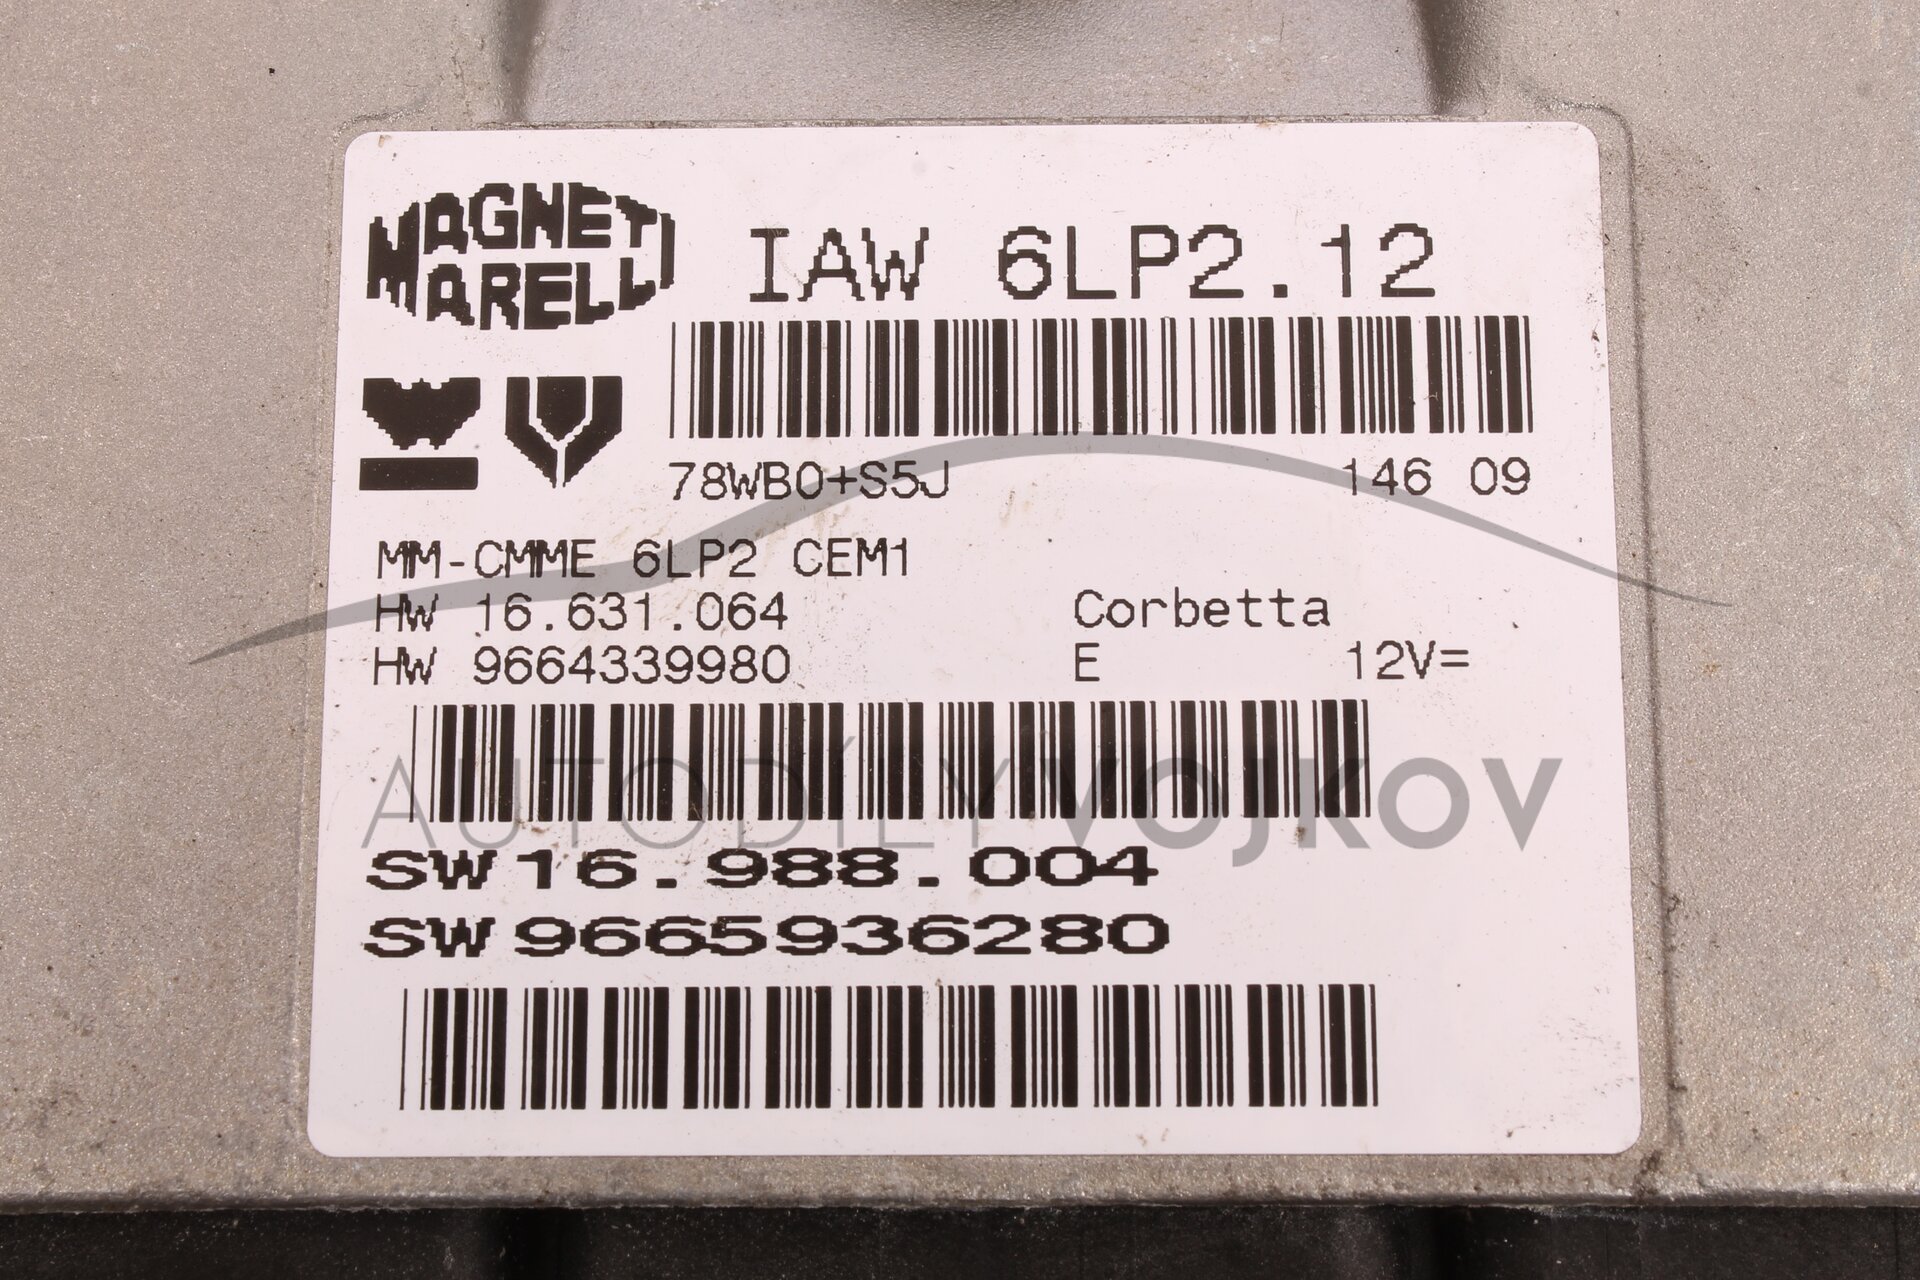 MAGNETI
MARELLI
IAW 6LP2.12
78WB0+S5J 146 09
MM-CMME 6LP2 CEM1
HW 16.631.064 Corbetta
HW 9664339980 E 12V=
AUTODÍLY VOJKOV
SW 16.988.004
SW 9665936280